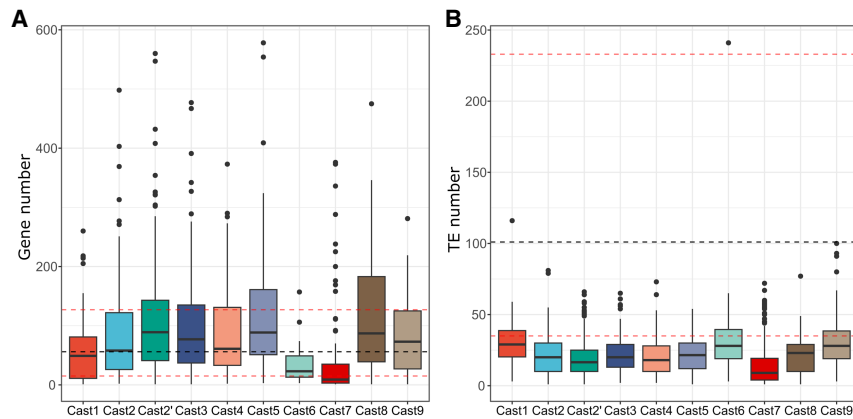 A
Gene number
600
400
200
0
Cast1 Cast2 Cast2' Cast3 Cast4 Cast5 Cast6 Cast7 Cast8 Cast9
B
TE number
250
200
150
100
50
0
Cast1 Cast2 Cast2' Cast3 Cast4 Cast5 Cast6 Cast7 Cast8 Cast9